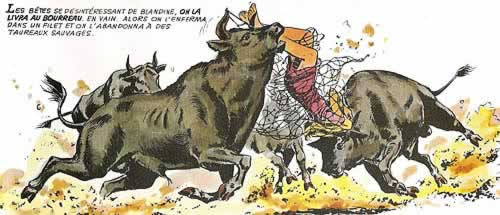 LES BÊTES SE DÉSINTÉRESSANT DE BLANDINE, ON LA
LIVRA AU BOURREAU. EN VAIN. ALORS ON L'ENFERMA
DANS UN FILET ET ON L'ABANDONNA À DES
TAUREAUX SAUVAGES.